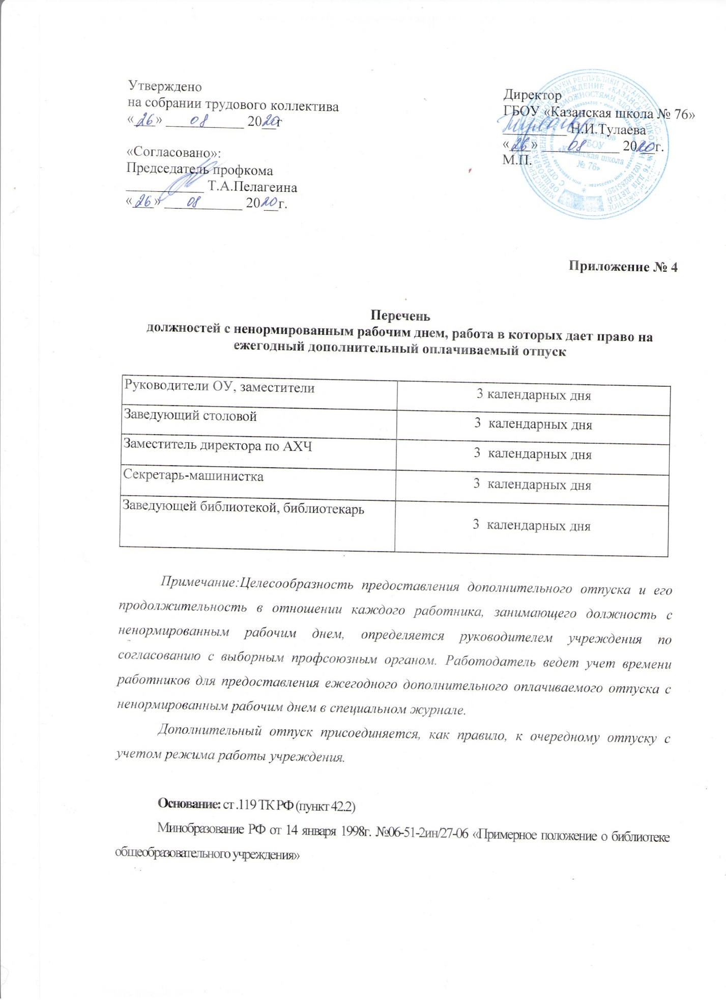 Утверждено
на собрании трудового коллектива
«26» 08 2020г
«Согласовано»:
Председатель профкома
Т.А.Пелагеина
«26» 08 2020г.
Директор
ГБОУ «Казанская школа № 76»
Н.И.Тулаева
«26» 08 2020г.
М.П.
ГБОУ
«Казанская школа
№ 76»
Приложение № 4
Перечень
должностей с ненормированным рабочим днем, работа в которых дает право на
ежегодный дополнительный оплачиваемый отпуск
Руководители ОУ, заместители 3 календарных дня
Заведующий столовой 3 календарных дня
Заместитель директора по АХЧ 3 календарных дня
Секретарь-машинистка 3 календарных дня
Заведующей библиотекой, библиотекарь 3 календарных дня
Примечание:Целесообразность предоставления дополнительного отпуска и его
продолжительность в отношении каждого работника, занимающего должность с
ненормированным рабочим днем, определяется руководителем учреждения по
согласованию с выборным профсоюзным органом. Работодатель ведет учет времени
работников для предоставления ежегодного дополнительного оплачиваемого отпуска с
ненормированным рабочим днем в специальном журнале.
Дополнительный отпуск присоединяется, как правило, к очередному отпуску с
учетом режима работы учреждения.
Основание: ст .119 ТК РФ (пункт 42.2)
Минобразование РФ от 14 января 1998г. №06-51-2ин/27-06 «Примерное положение о библиотеке
общеобразовательного учреждения»